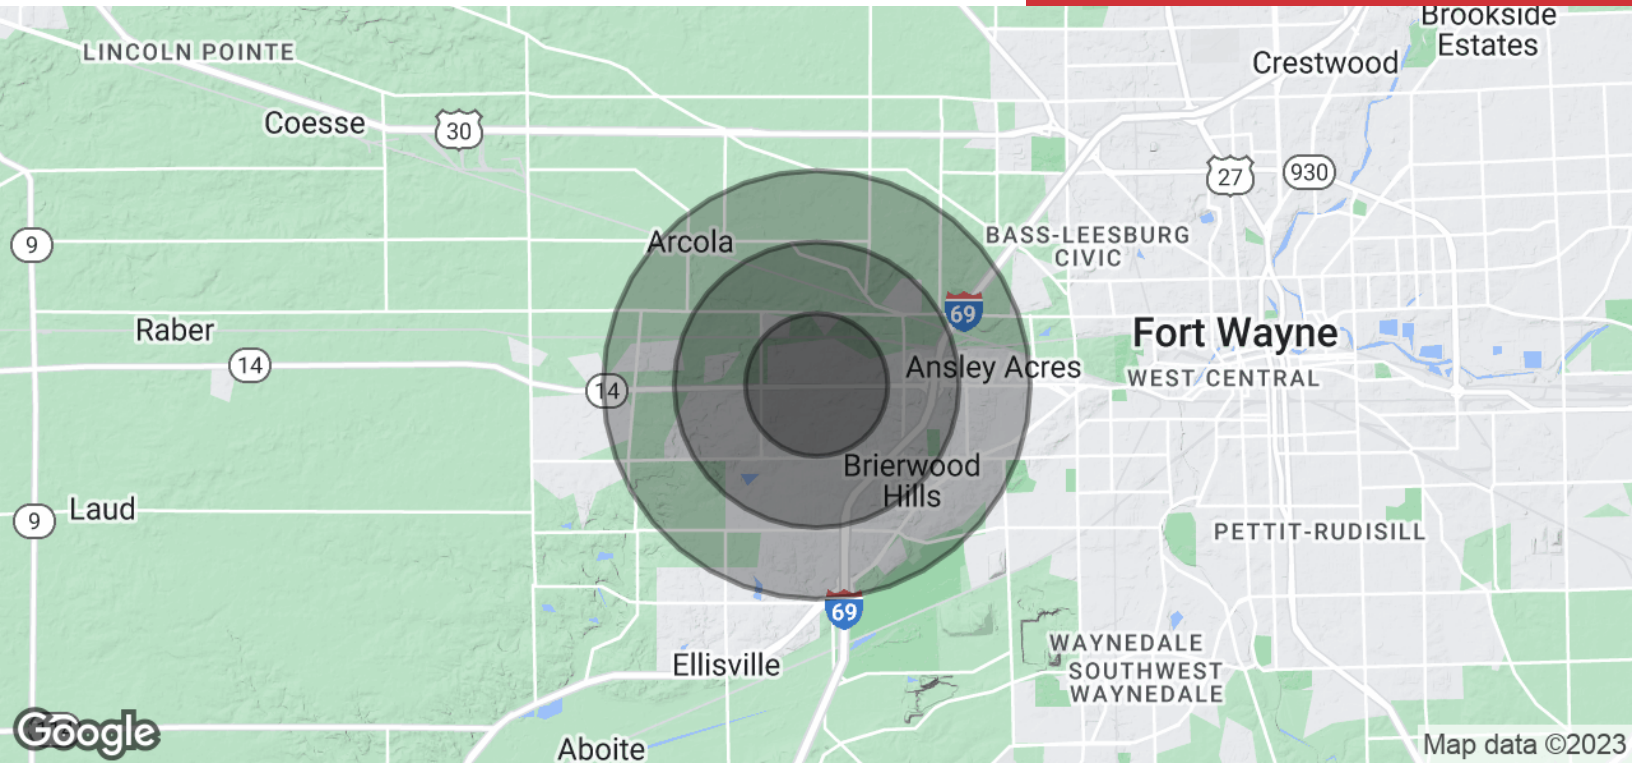 Brookside
Estates
LINCOLN POINTE
Crestwood
Coesse
30
27
930
9
Arcola
BASS-LEESBURG
CIVIC
69
Raber
Fort Wayne
14
Ansley Acres
WEST CENTRAL
14
Brierwood
Hills
9
Laud
PETTIT-RUDISILL
69
WAYNEDALE
Ellisville
SOUTHWEST
WAYNEDALE
Google
Aboite
Map data ©2023